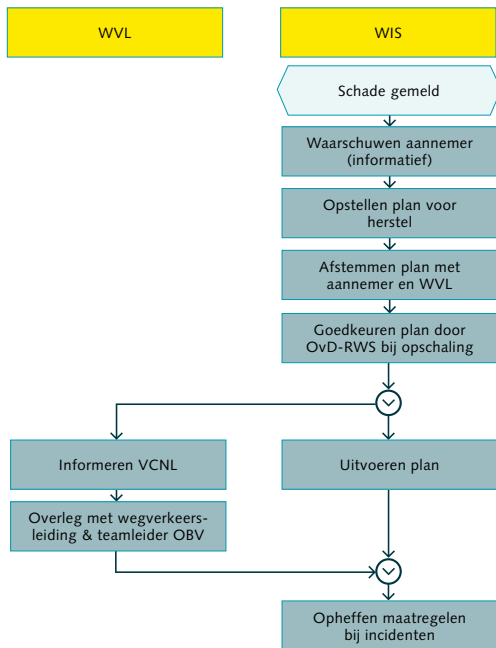 WVL
WIS
Schade gemeld
Waarschuwen aannemer
(informatief)
Opstellen plan voor
herstel
Afstemmen plan met
aannemer en WVL
Goedkeuren plan door
OvD-RWS bij opschaling
Informeren VCNL
Uitvoeren plan
Overleg met wegverkeers-
leiding & teamleider OBV
Opheffen maatregelen
bij incidenten